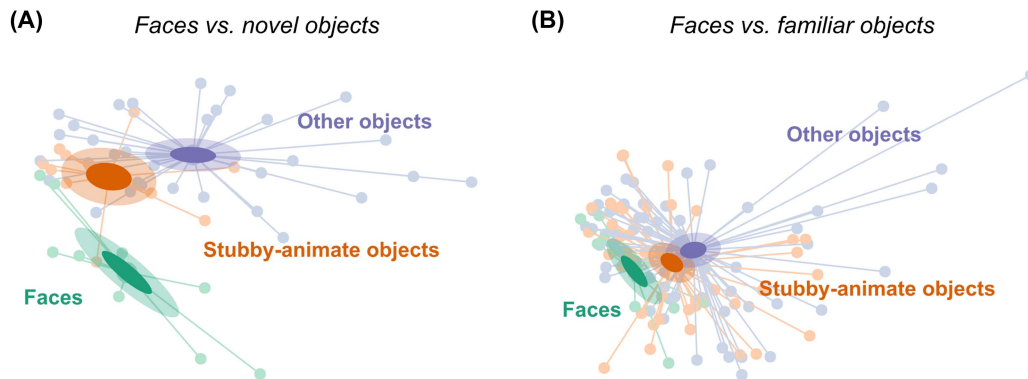 (A) Faces vs. novel objects
Other objects
Stubby-animate objects
Faces
(B) Faces vs. familiar objects
Other objects
Stubby-animate objects
Faces